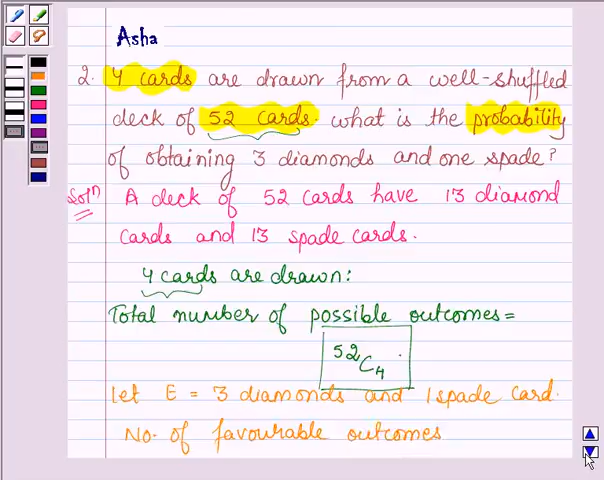 Asha
2. 4 cards are drawn from a well-shuffled
deck of 52 cards. what is the probability
of obtaining 3 diamonds and one spade?
Solⁿ A deck of 52 cards have 13 diamond
cards and 13 spade cards.
4 cards are drawn:
Total number of possible outcomes =
⁵²C₄
Let E = 3 diamonds and 1 spade card.
No. of favourable outcomes